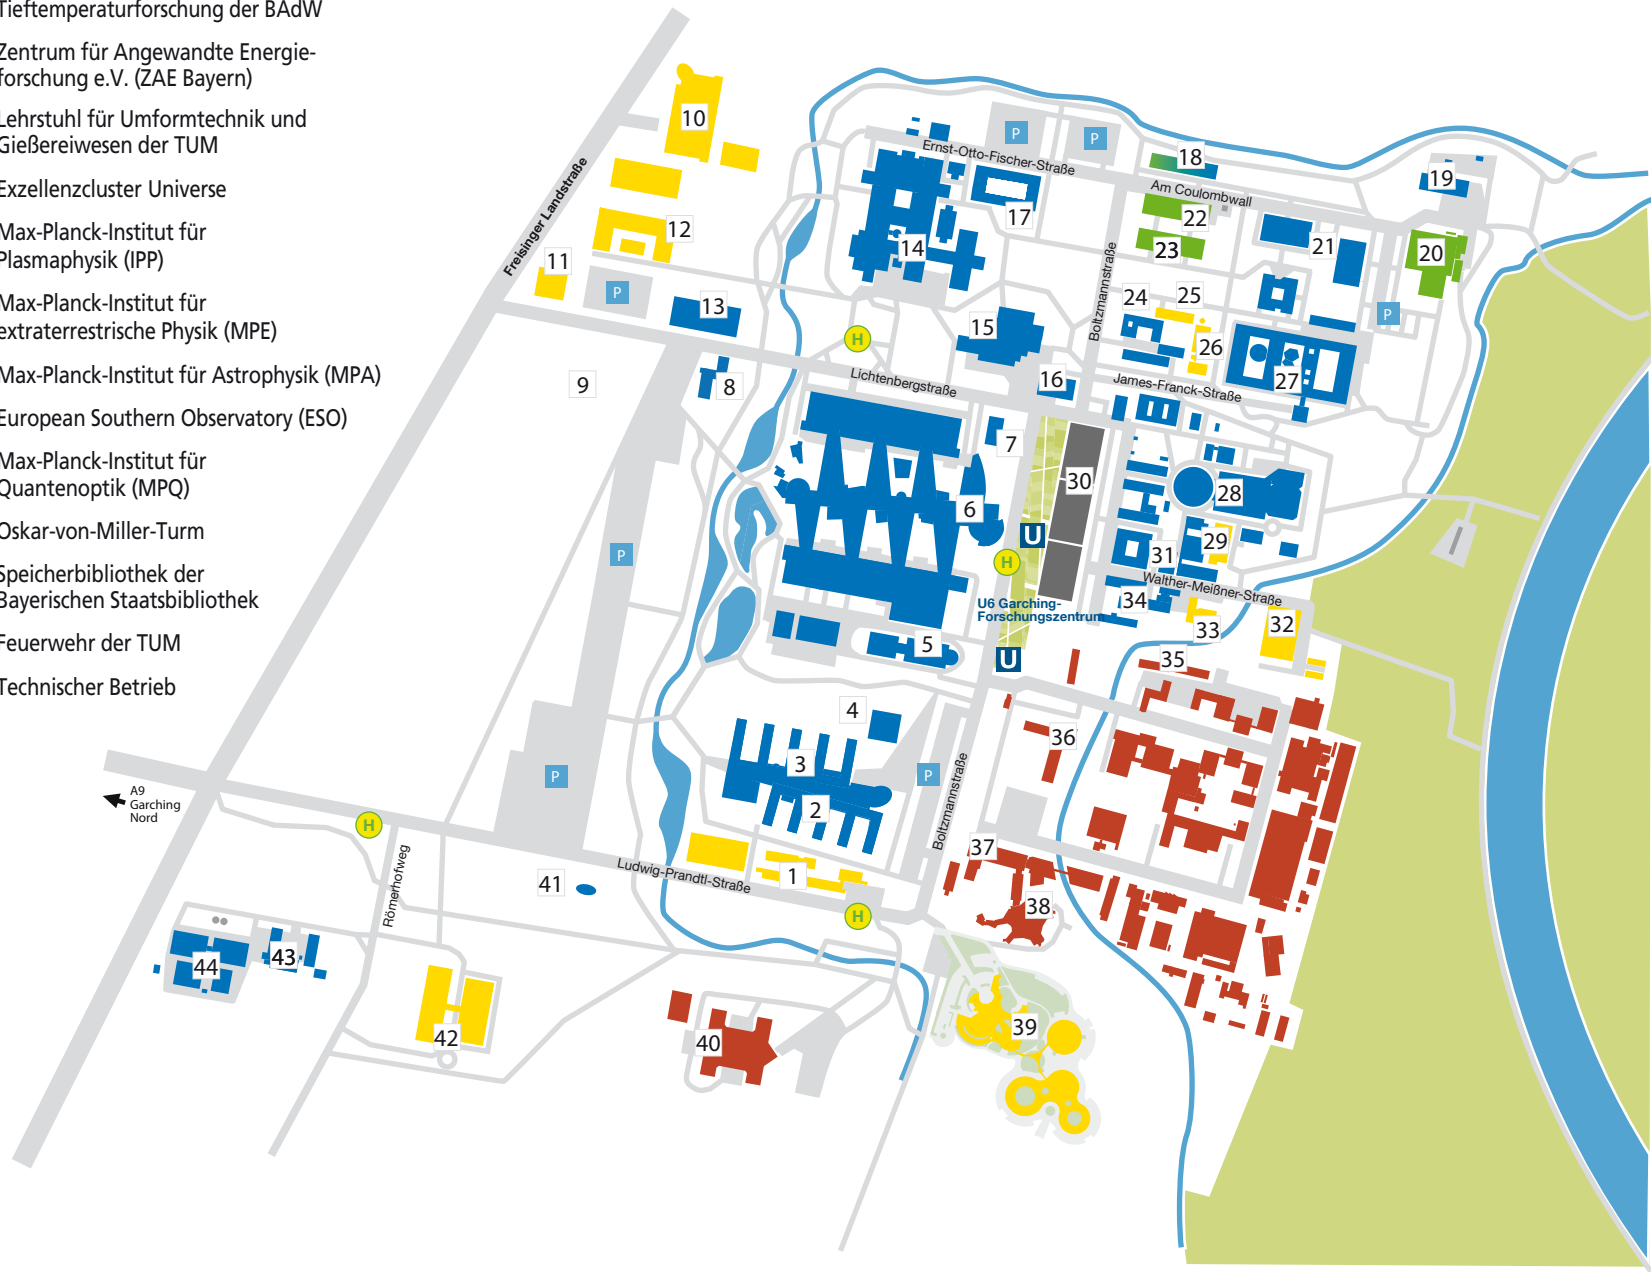 Tieftemperaturforschung der BAdW
Zentrum für Angewandte Energie-
forschung e.V. (ZAE Bayern)
Lehrstuhl für Umformtechnik und
Gießereiwesen der TUM
Exzellenzcluster Universe
Max-Planck-Institut für
Plasmaphysik (IPP)
Max-Planck-Institut für
extraterrestrische Physik (MPE)
Max-Planck-Institut für Astrophysik (MPA)
European Southern Observatory (ESO)
Max-Planck-Institut für
Quantenoptik (MPQ)
Oskar-von-Miller-Turm
Speicherbibliothek der
Bayerischen Staatsbibliothek
Feuerwehr der TUM
Technischer Betrieb
A9
Garching
Nord
Freisinger Landstraße
Ernst-Otto-Fischer-Straße
Am Coulombwall
Boltzmannstraße
Lichtenbergstraße
James-Franck-Straße
Walther-Meißner-Straße
U6 Garching-
Forschungszentrum
Boltzmannstraße
Ludwig-Prandtl-Straße
Römerhofweg
10
P
P
18
19
17
22
12
14
23
21
20
11
P
13
24
25
15
H
26
P
9
8
16
27
7
30
28
6
U
29
P
31
H
34
33
32
5
U
35
4
36
3
P
P
2
H
37
1
41
38
H
43
44
39
42
40